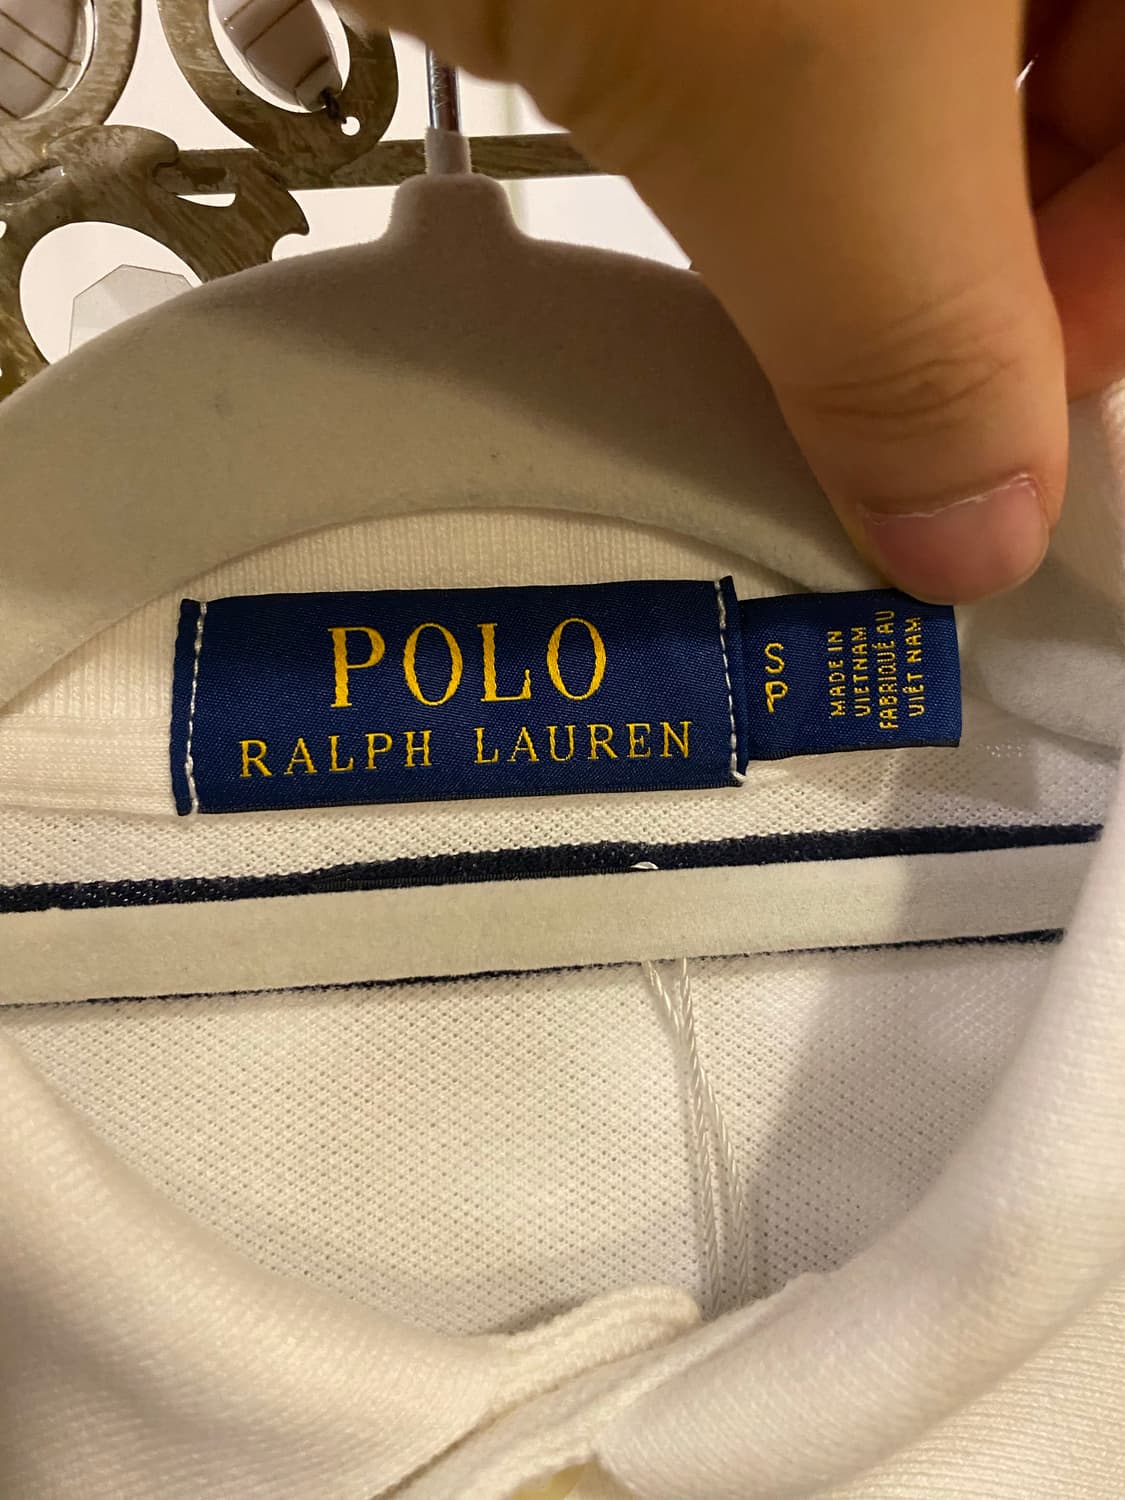 POLO
RALPH LAUREN
S
P
MADE IN
VIETNAM
FABRIQUÉ AU
VIÊT NAM